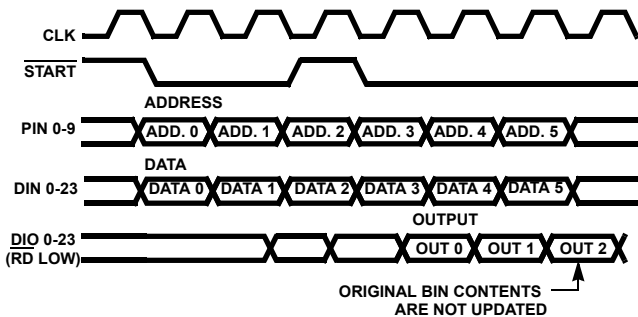 CLK
START
ADDRESS
PIN 0-9 ADD. 0 ADD. 1 ADD. 2 ADD. 3 ADD. 4 ADD. 5
DATA
DIN 0-23 DATA 0 DATA 1 DATA 2 DATA 3 DATA 4 DATA 5
OUTPUT
DIO 0-23 OUT 0 OUT 1 OUT 2
(RD LOW)
ORIGINAL BIN CONTENTS
ARE NOT UPDATED